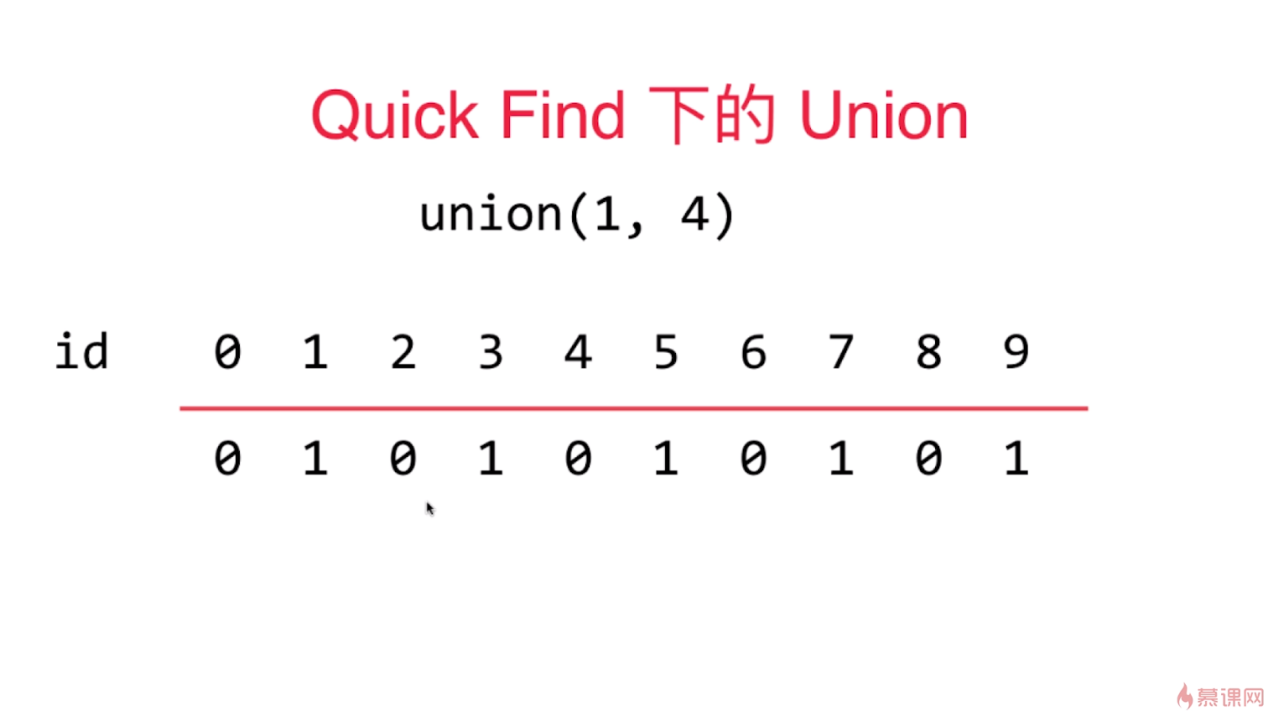 Quick Find 下的 Union
union(1, 4)
id 0 1 2 3 4 5 6 7 8 9
0 1 0 1 0 1 0 1 0 1
慕课网